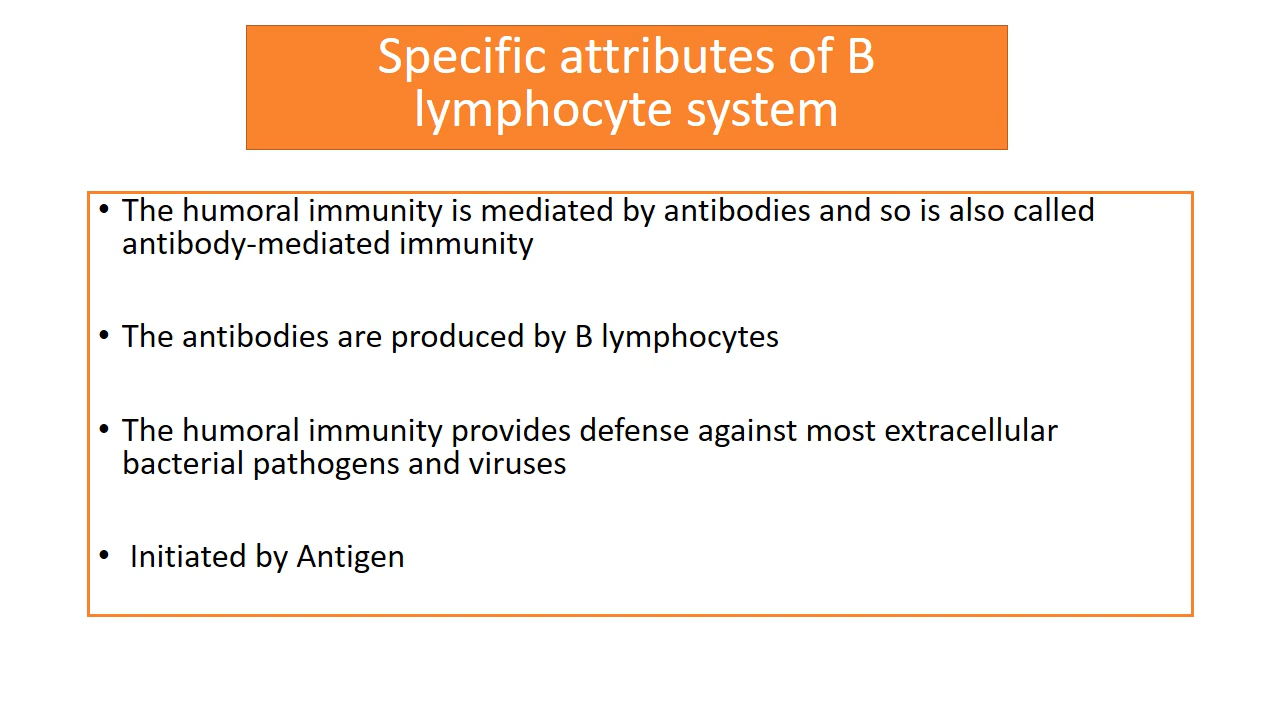 Specific attributes of B
lymphocyte system
• The humoral immunity is mediated by antibodies and so is also called
antibody-mediated immunity
• The antibodies are produced by B lymphocytes
• The humoral immunity provides defense against most extracellular
bacterial pathogens and viruses
• Initiated by Antigen